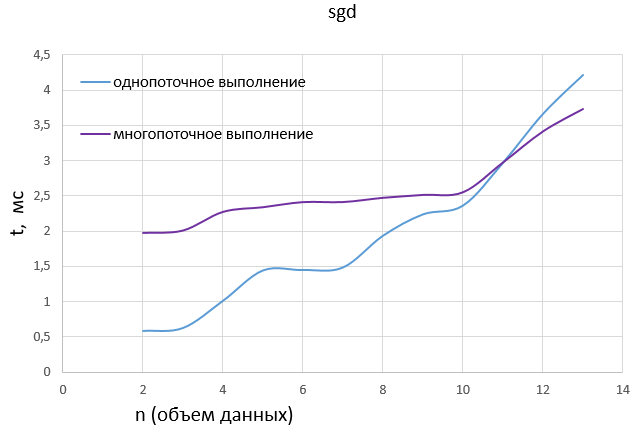 sgd
4,5
4
3,5
3
2,5
2
1,5
1
0,5
0
однопоточное выполнение
многопоточное выполнение
t, мс
0 2 4 6 8 10 12 14
n (объем данных)